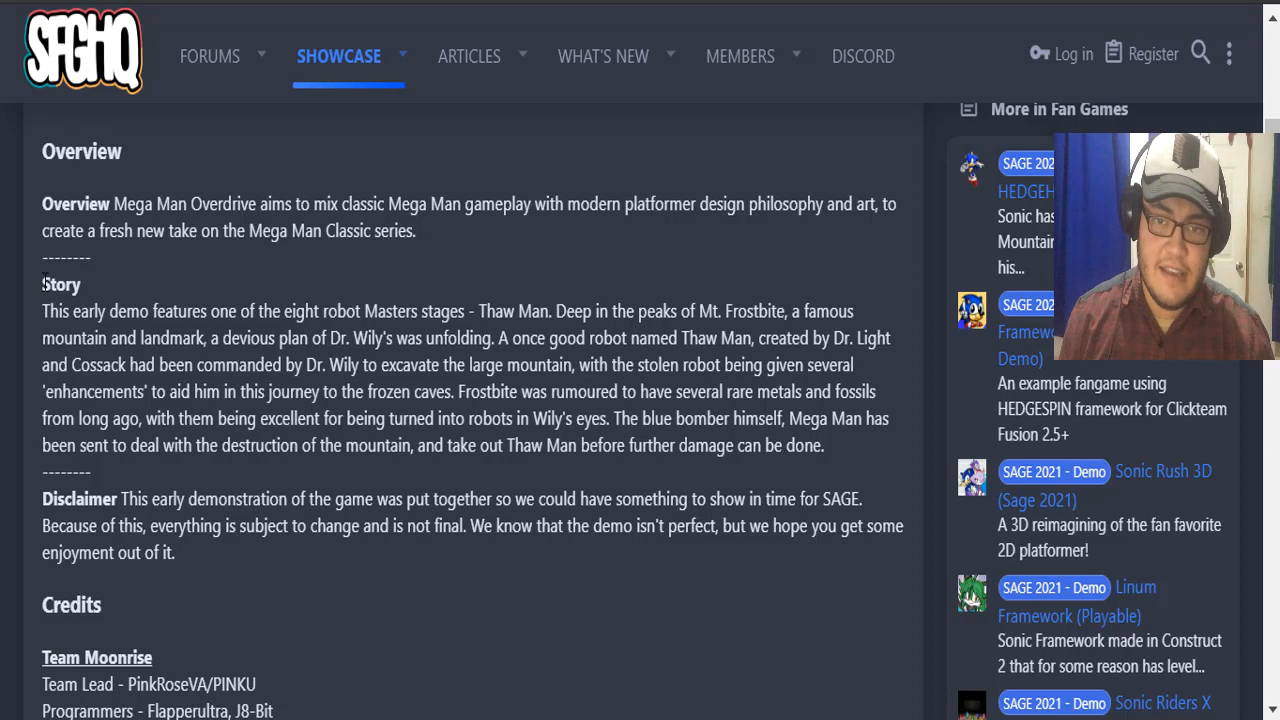 SFGHQ
FORUMS
SHOWCASE
ARTICLES
WHAT'S NEW
MEMBERS
DISCORD
Log in
Register
Overview
Overview Mega Man Overdrive aims to mix classic Mega Man gameplay with modern platformer design philosophy and art, to
create a fresh new take on the Mega Man Classic series.
--------
Story
This early demo features one of the eight robot Masters stages - Thaw Man. Deep in the peaks of Mt. Frostbite, a famous
mountain and landmark, a devious plan of Dr. Wily's was unfolding. A once good robot named Thaw Man, created by Dr. Light
and Cossack had been commanded by Dr. Wily to excavate the large mountain, with the stolen robot being given several
'enhancements' to aid him in this journey to the frozen caves. Frostbite was rumoured to have several rare metals and fossils
from long ago, with them being excellent for being turned into robots in Wily's eyes. The blue bomber himself, Mega Man has
been sent to deal with the destruction of the mountain, and take out Thaw Man before further damage can be done.
--------
Disclaimer This early demonstration of the game was put together so we could have something to show in time for SAGE.
Because of this, everything is subject to change and is not final. We know that the demo isn't perfect, but we hope you get some
enjoyment out of it.
Credits
Team Moonrise
Team Lead - PinkRoseVA/PINKU
Programmers - Flapperultra, J8-Bit
More in Fan Games
SAGE 202
HEDGEH
Sonic has
Mountain
his...
SAGE 202
Framewo
Demo)
An example fangame using
HEDGESPIN framework for Clickteam
Fusion 2.5+
SAGE 2021 - Demo Sonic Rush 3D
(Sage 2021)
A 3D reimagining of the fan favorite
2D platformer!
SAGE 2021 - Demo Linum
Framework (Playable)
Sonic Framework made in Construct
2 that for some reason has level...
SAGE 2021 - Demo Sonic Riders X